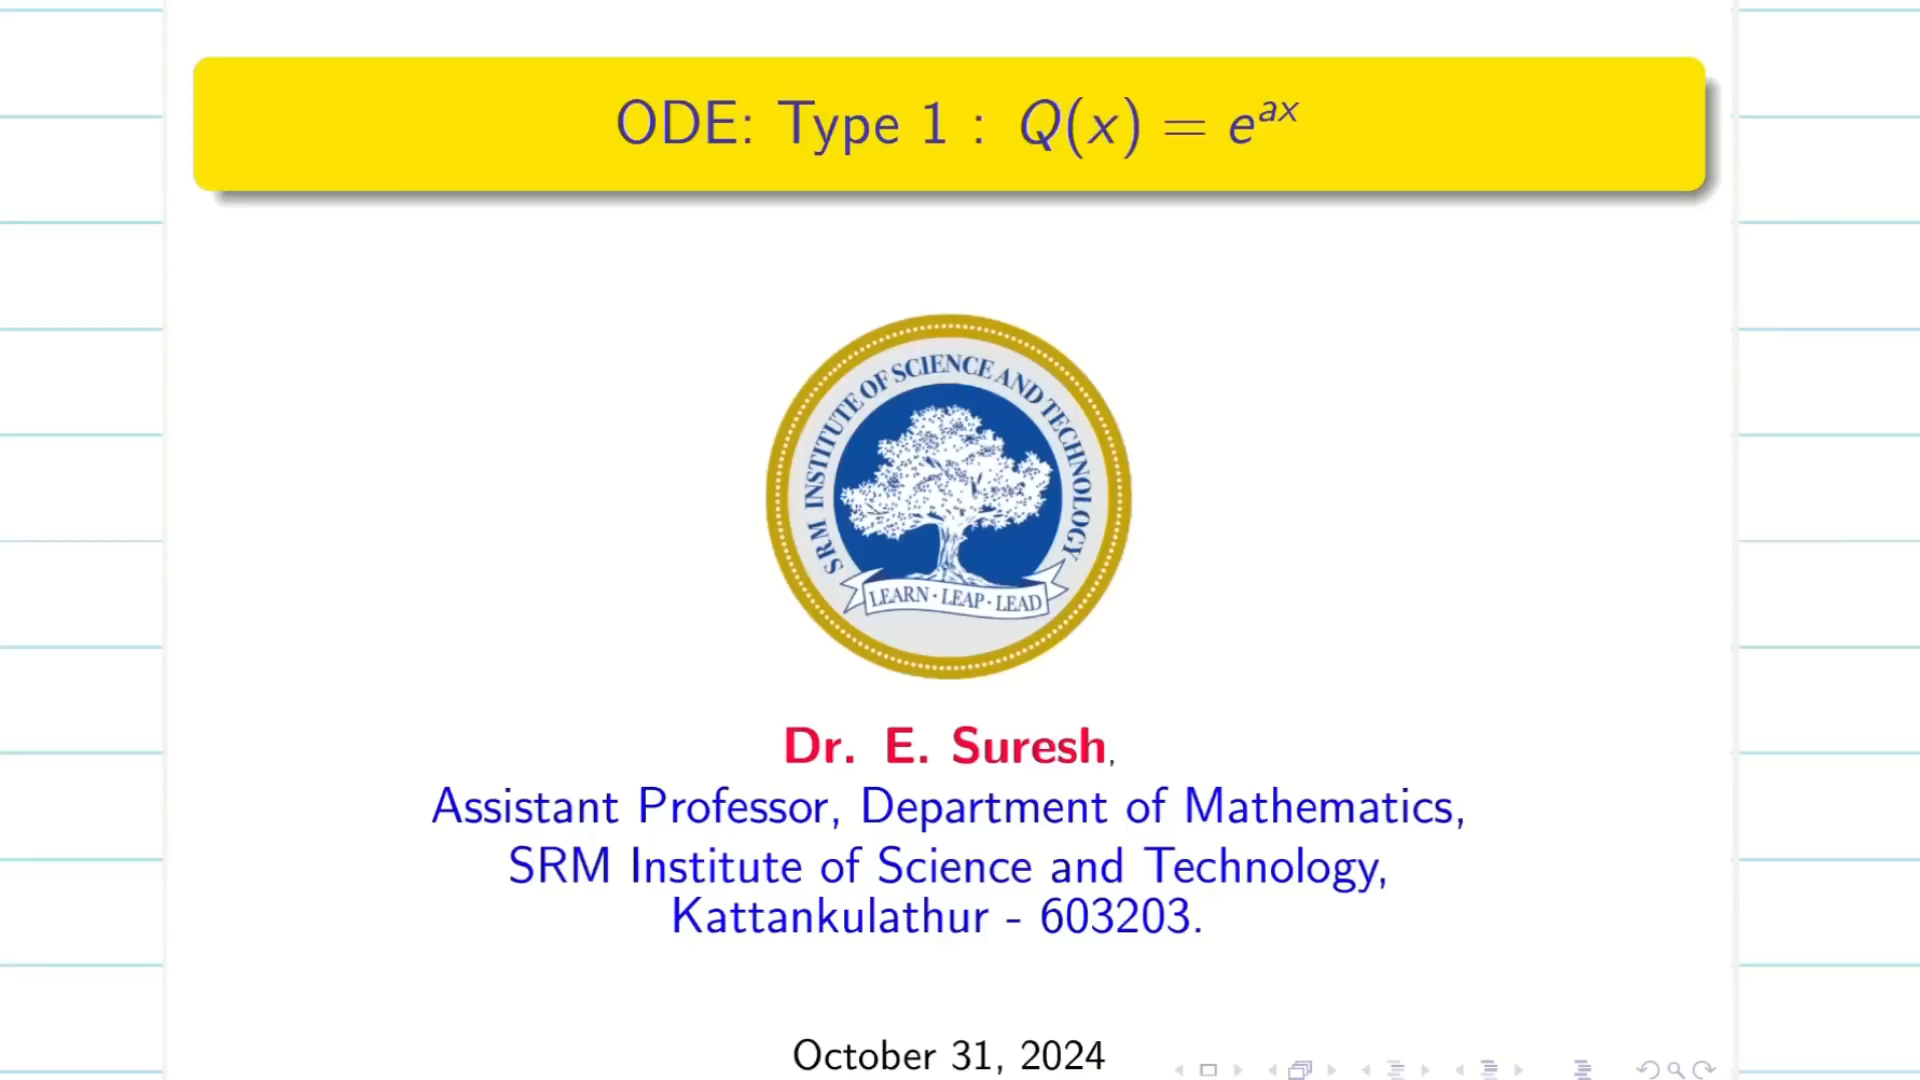 ODE: Type 1 : Q(x) = e^{ax}
SRM INSTITUTE OF SCIENCE AND TECHNOLOGY
LEARN · LEAP · LEAD
Dr. E. Suresh,
Assistant Professor, Department of Mathematics,
SRM Institute of Science and Technology,
Kattankulathur - 603203.
October 31, 2024